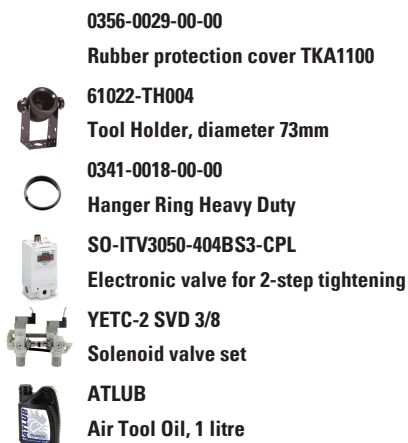 0356-0029-00-00
Rubber protection cover TKA1100
61022-TH004
Tool Holder, diameter 73mm
0341-0018-00-00
Hanger Ring Heavy Duty
SO-ITV3050-404BS3-CPL
Electronic valve for 2-step tightening
YETC-2 SVD 3/8
Solenoid valve set
ATLUB
Air Tool Oil, 1 litre
ATLUB